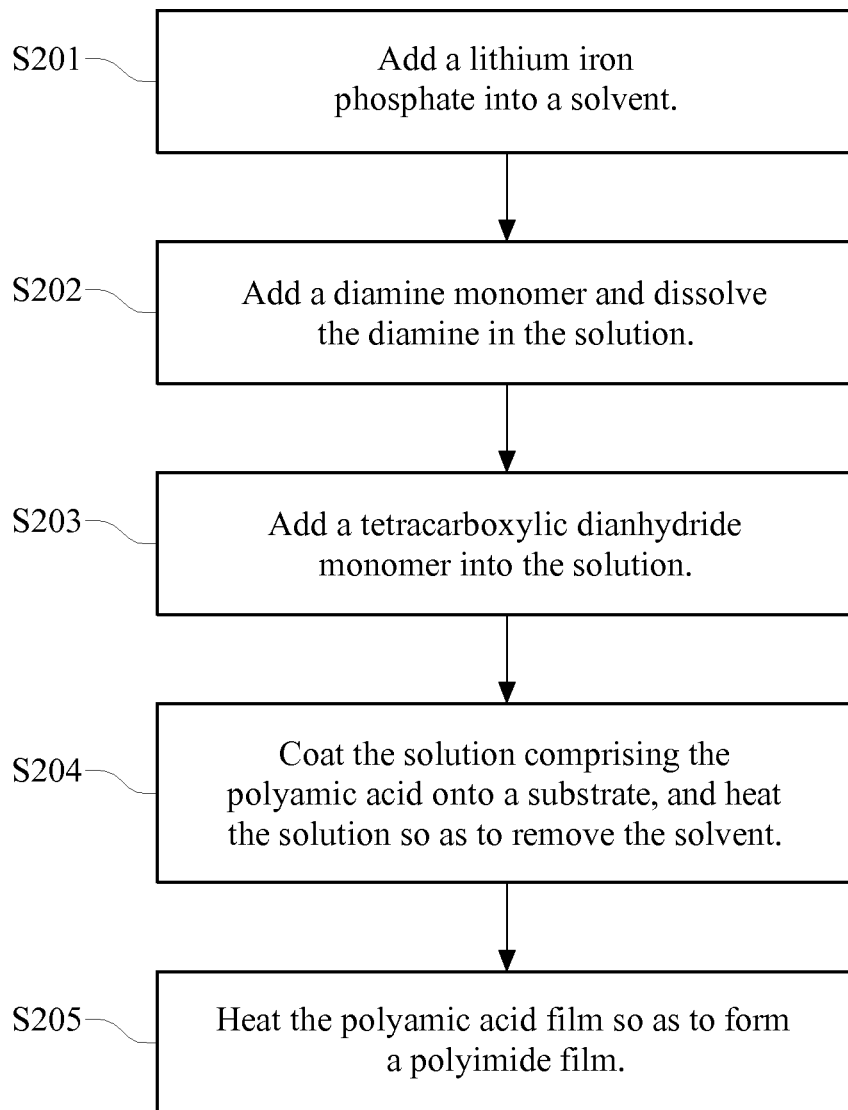 S201
Add a lithium iron
phosphate into a solvent.
S202
Add a diamine monomer and dissolve
the diamine in the solution.
S203
Add a tetracarboxylic dianhydride
monomer into the solution.
S204
Coat the solution comprising the
polyamic acid onto a substrate, and heat
the solution so as to remove the solvent.
S205
Heat the polyamic acid film so as to form
a polyimide film.